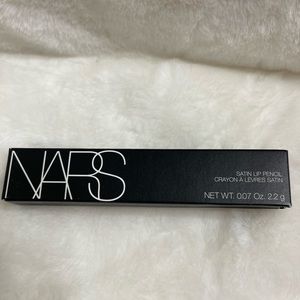 NARS
SATIN LIP PENCIL
CRAYON À LÈVRES SATIN
NET WT. 0.07 Oz. 2.2 g